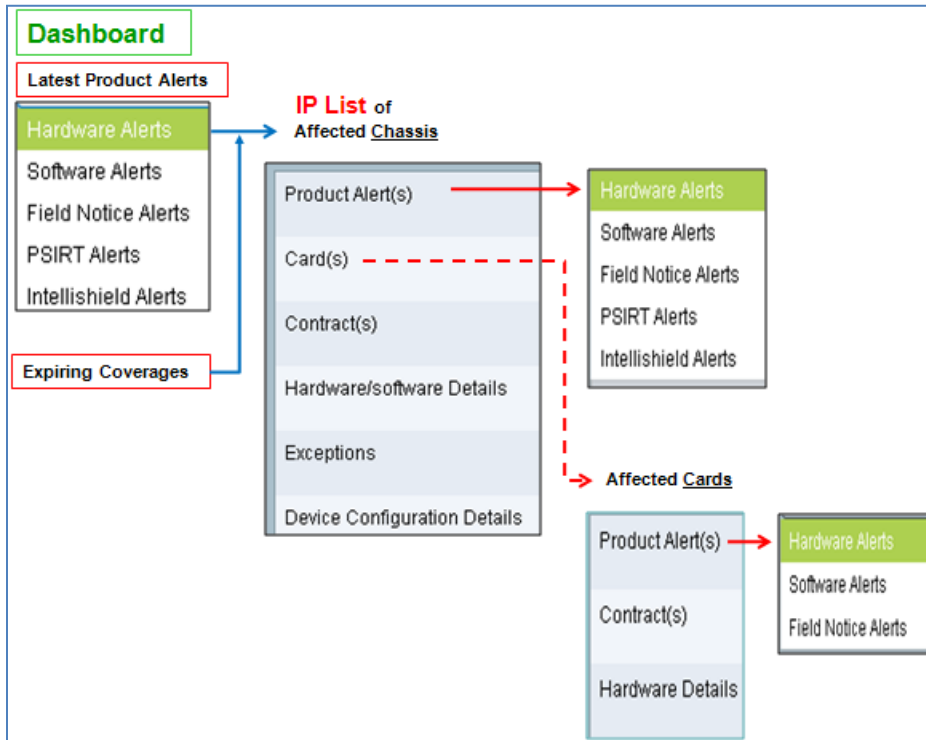 Dashboard
Latest Product Alerts
Hardware Alerts
Software Alerts
Field Notice Alerts
PSIRT Alerts
Intellishield Alerts
Expiring Coverages
IP List of
Affected Chassis
Product Alert(s)
Card(s)
Contract(s)
Hardware/software Details
Exceptions
Device Configuration Details
Hardware Alerts
Software Alerts
Field Notice Alerts
PSIRT Alerts
Intellishield Alerts
Affected Cards
Product Alert(s)
Contract(s)
Hardware Details
Hardware Alerts
Software Alerts
Field Notice Alerts